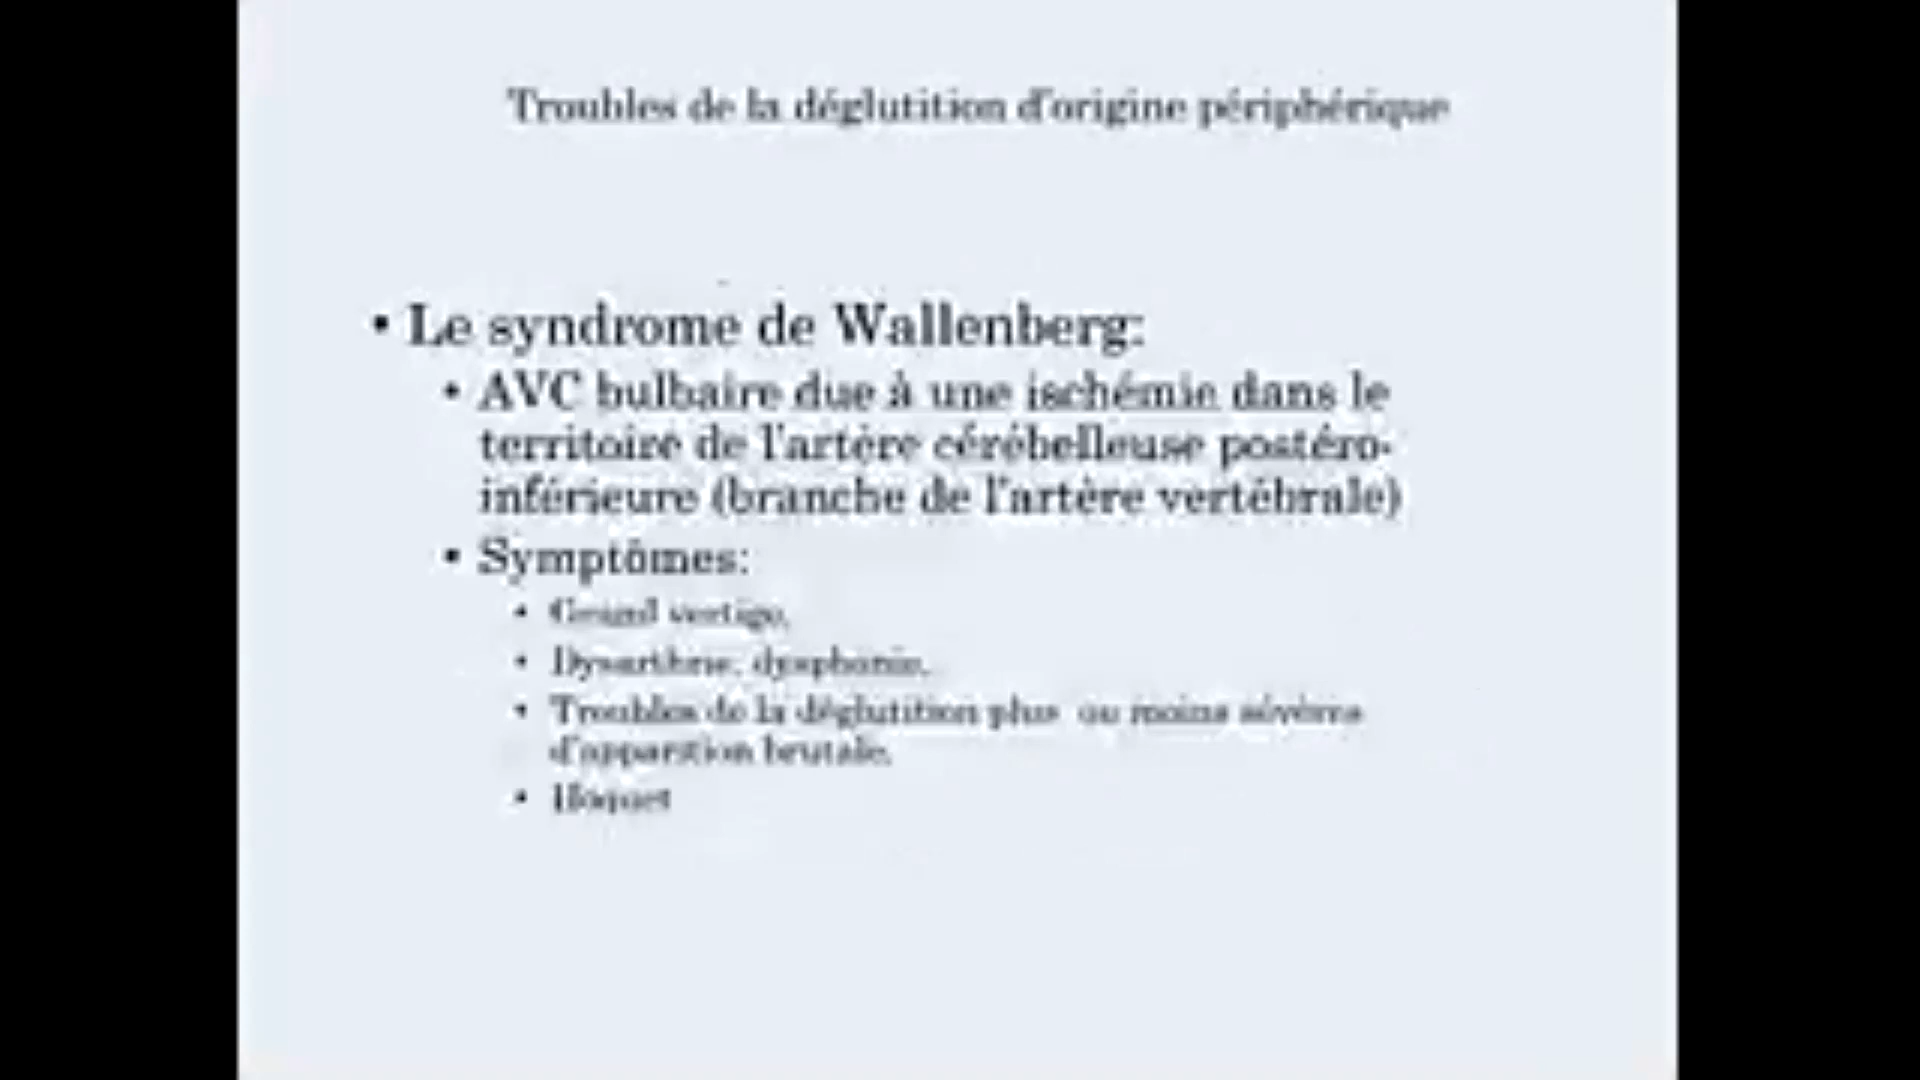 Troubles de la déglutition d'origine périphérique
• Le syndrome de Wallenberg:
• AVC bulbaire due à une ischémie dans le
territoire de l'artère cérébelleuse postéro-
inférieure (branche de l'artère vertébrale)
• Symptômes:
• Grand vertige,
• Dysarthrie, dysphonie,
• Troubles de la déglutition plus ou moins sévères
d'apparition brutale,
• Hoquet